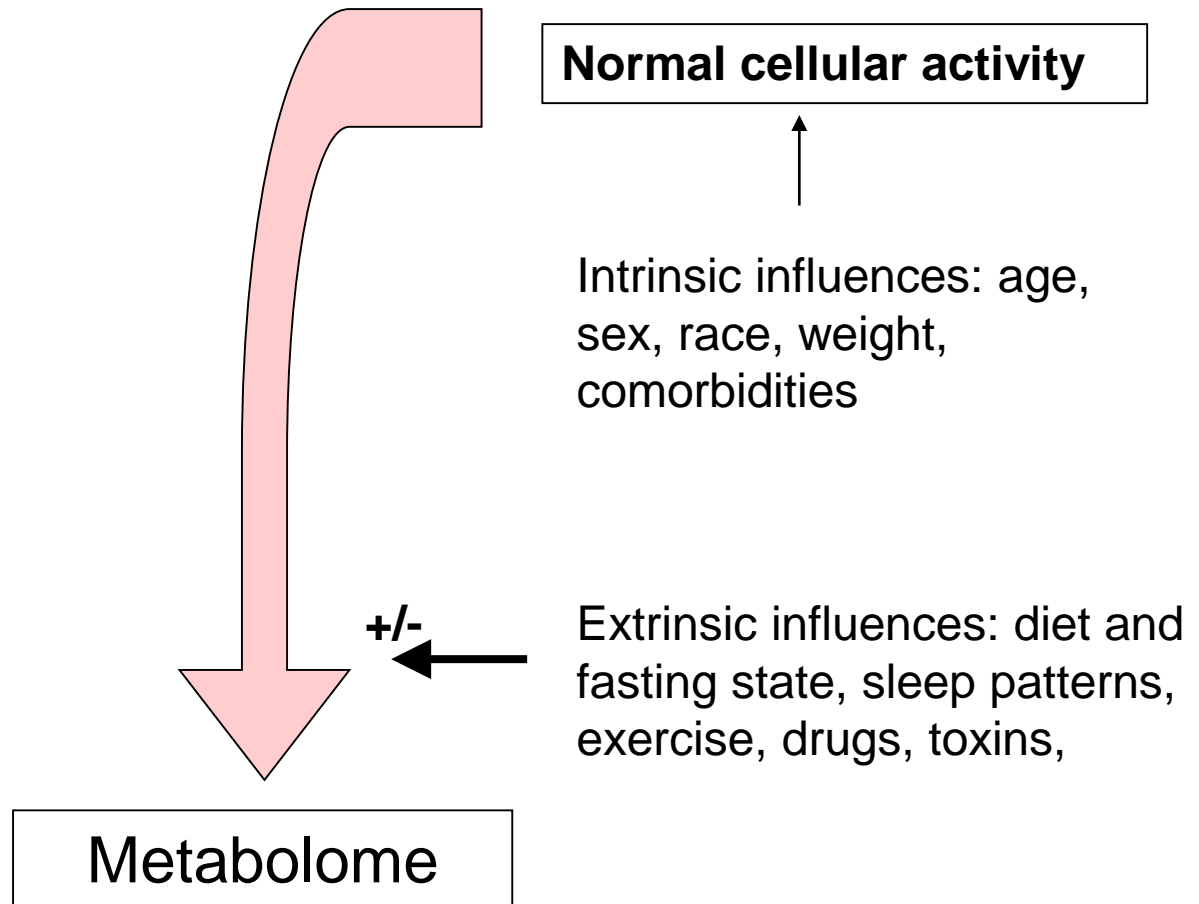 Normal cellular activity
Intrinsic influences: age,
sex, race, weight,
comorbidities
+/-
Extrinsic influences: diet and
fasting state, sleep patterns,
exercise, drugs, toxins,
Metabolome